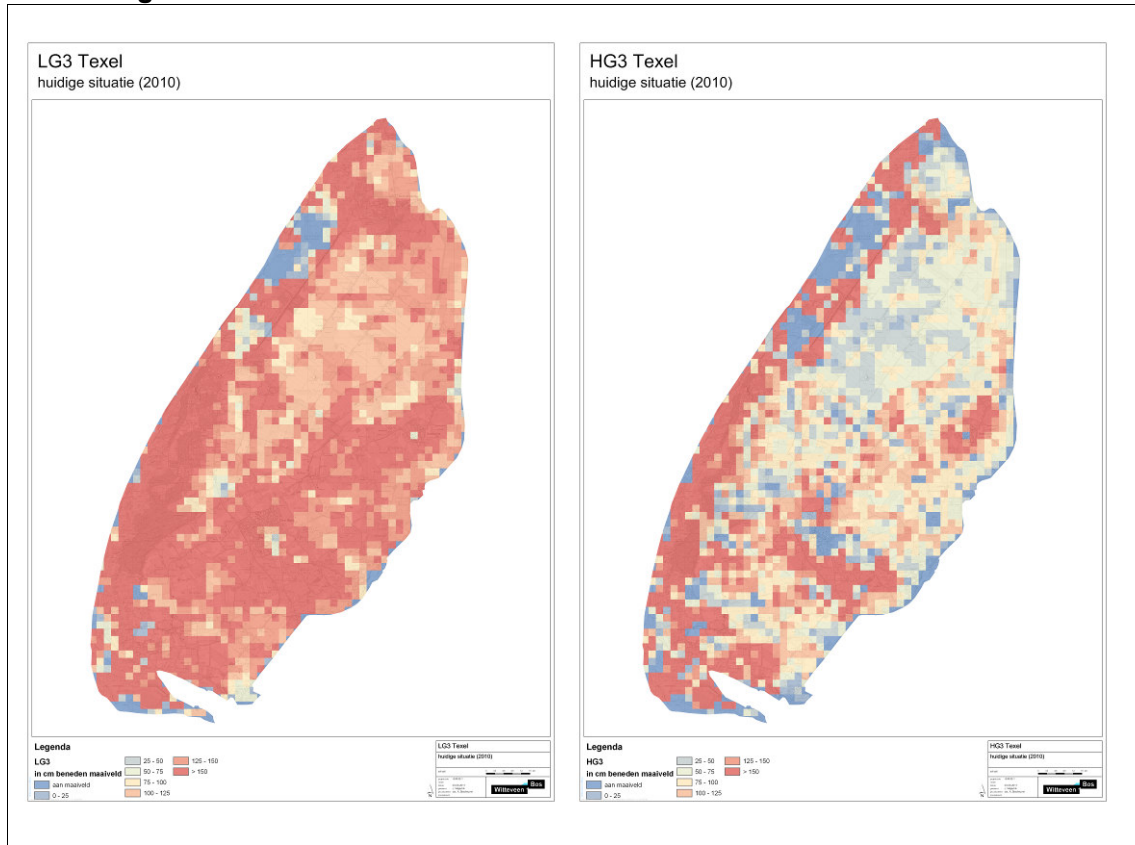 LG3 Texel
huidige situatie (2010)
Legenda
LG3
in cm beneden maaiveld
aan maaiveld
0 - 25
25 - 50
50 - 75
75 - 100
100 - 125
125 - 150
> 150
LG3 Texel
huidige situatie (2010)
Witteveen
Bos
HG3 Texel
huidige situatie (2010)
Legenda
HG3
in cm beneden maaiveld
aan maaiveld
0 - 25
25 - 50
50 - 75
75 - 100
100 - 125
125 - 150
> 150
HG3 Texel
huidige situatie (2010)
Witteveen
Bos